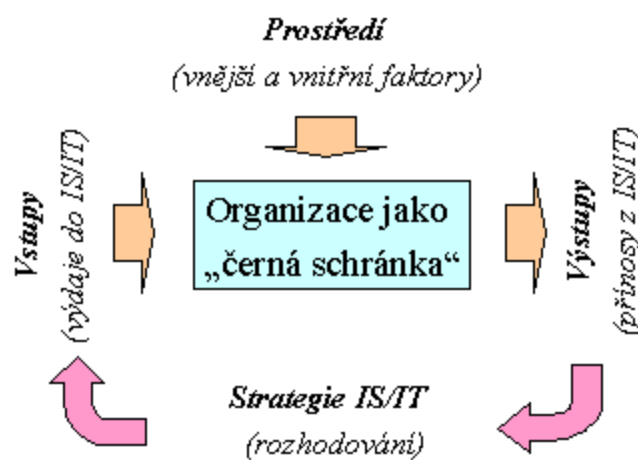 Prostředí
(vnější a vnitřní faktory)
Vstupy
(výdaje do IS/IT)
Organizace jako
„černá schránka“
Výstupy
(přínosy z IS/IT)
Strategie IS/IT
(rozhodování)